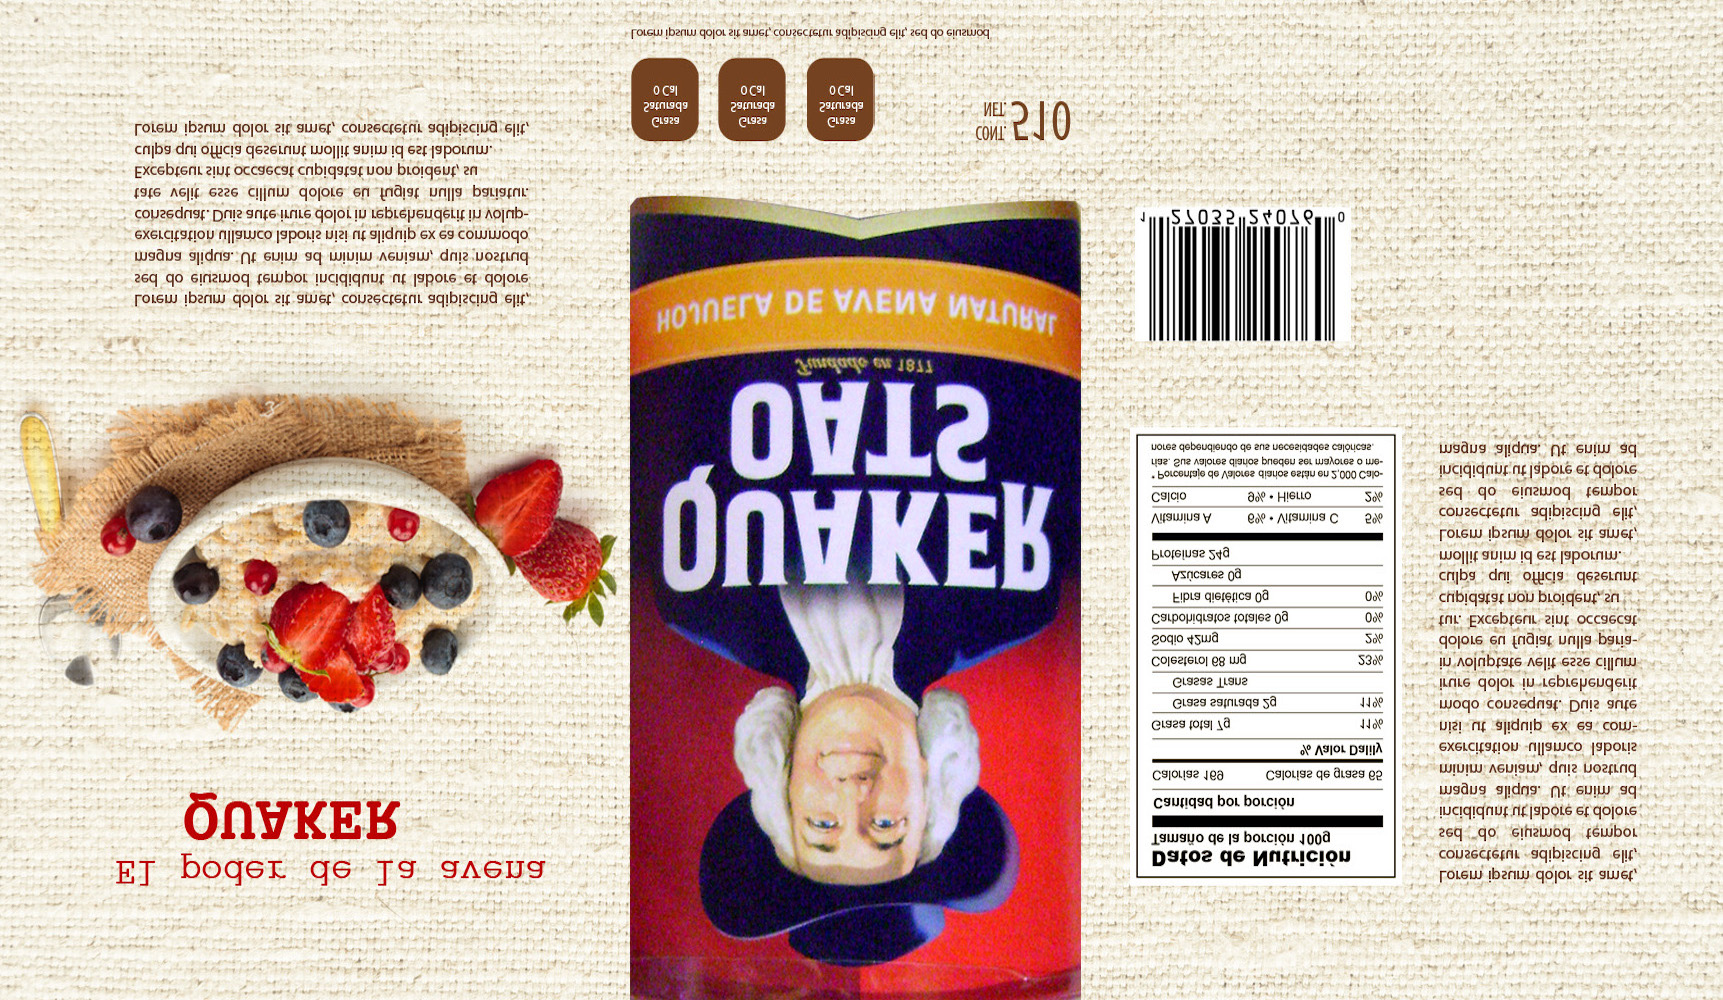 El poder de la avena
QUAKER
Lorem ipsum dolor sit amet, consectetur adipiscing elit,
sed do eiusmod tempor incididunt ut labore et dolore
magna aliqua. Ut enim ad minim veniam, quis nostrud
exercitation ullamco laboris nisi ut aliquip ex ea commodo
consequat. Duis aute irure dolor in reprehenderit in volup-
tate velit esse cillum dolore eu fugiat nulla pariatur.
Excepteur sint occaecat cupidatat non proident, su
culpa qui officia deserunt mollit anim id est laborum.
Lorem ipsum dolor sit amet, consectetur adipiscing elit,
QUAKER
OATS
Fundado en 1877
HOJUELA DE AVENA NATURAL
Grasa
Saturada
0 Cal
Grasa
Saturada
0 Cal
Grasa
Saturada
0 Cal
CONT.
NET.
510
Lorem ipsum dolor sit amet, consectetur adipiscing elit, sed do eiusmod
Datos de Nutrición
Tamaño de la porción 100g
Cantidad por porción
Calorias 169 Calorías de grasa 65
% Valor Daiily
Grasa total 7g 11%
Grasa saturada 2g 11%
Grasas Trans
Colesterol 68 mg 23%
Sodio 42mg 2%
Carbohidratos totales 0g 0%
Fibra dietética 0g 0%
Azúcares 0g
Proteinas 24g
Vitamina A 6% • Vitamina C 5%
Calcio 9% • Hierro 2%
* Porcentaje de Valores diarios están en 2,000 Calo-
rías. Sus valores diarios pueden ser mayores o me-
nores dependiendo de sus necesidades calóricas.
1 27035 24076 0
Lorem ipsum dolor sit amet,
consectetur adipiscing elit,
sed do eiusmod tempor
incididunt ut labore et dolore
magna aliqua. Ut enim ad
minim veniam, quis nostrud
exercitation ullamco laboris
nisi ut aliquip ex ea com-
modo consequat. Duis aute
irure dolor in reprehenderit
in voluptate velit esse cillum
dolore eu fugiat nulla paria-
tur. Excepteur sint occaecat
cupidatat non proident, su
culpa qui officia deserunt
mollit anim id est laborum.
Lorem ipsum dolor sit amet,
consectetur adipiscing elit,
sed do eiusmod tempor
incididunt ut labore et dolore
magna aliqua. Ut enim ad